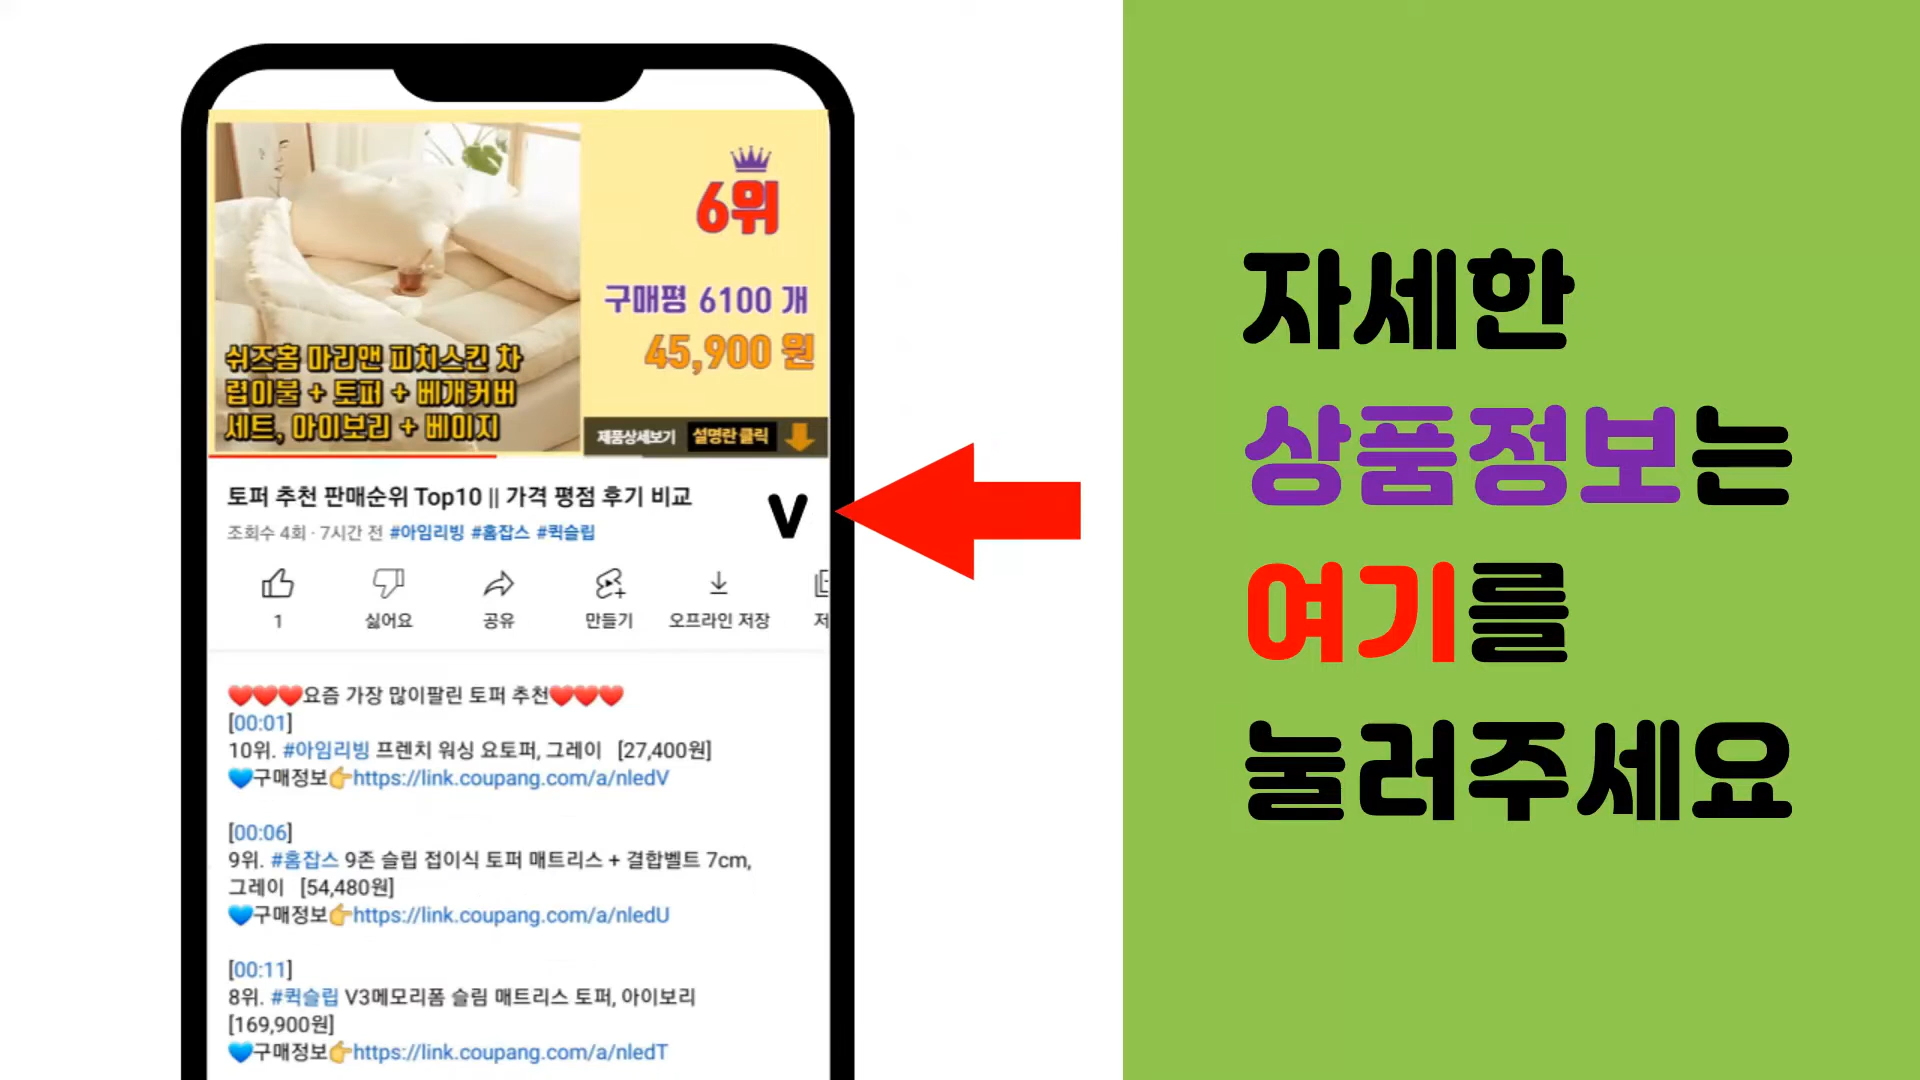 6위
구매평 6100 개
45,900 원
쉬즈홈 마리앤 피치스킨 차
렵이불 + 토퍼 + 베개커버
세트, 아이보리 + 베이지
제품상세보기 설명란 클릭
토퍼 추천 판매순위 Top10 || 가격 평점 후기 비교
V
조회수 4회 · 7시간 전 #아임리빙 #홈잡스 #퀵슬립
1 싫어요 공유 만들기 오프라인 저장 저
❤️❤️❤️요즘 가장 많이팔린 토퍼 추천❤️❤️❤️
[00:01]
10위. #아임리빙 프렌치 워싱 요토퍼, 그레이 [27,400원]
💙구매정보👉https://link.coupang.com/a/nledV
[00:06]
9위. #홈잡스 9존 슬립 접이식 토퍼 매트리스 + 결합벨트 7cm,
그레이 [54,480원]
💙구매정보👉https://link.coupang.com/a/nledU
[00:11]
8위. #퀵슬립 V3메모리폼 슬림 매트리스 토퍼, 아이보리
[169,900원]
💙구매정보👉https://link.coupang.com/a/nledT
자세한
상품정보는
여기를
눌러주세요